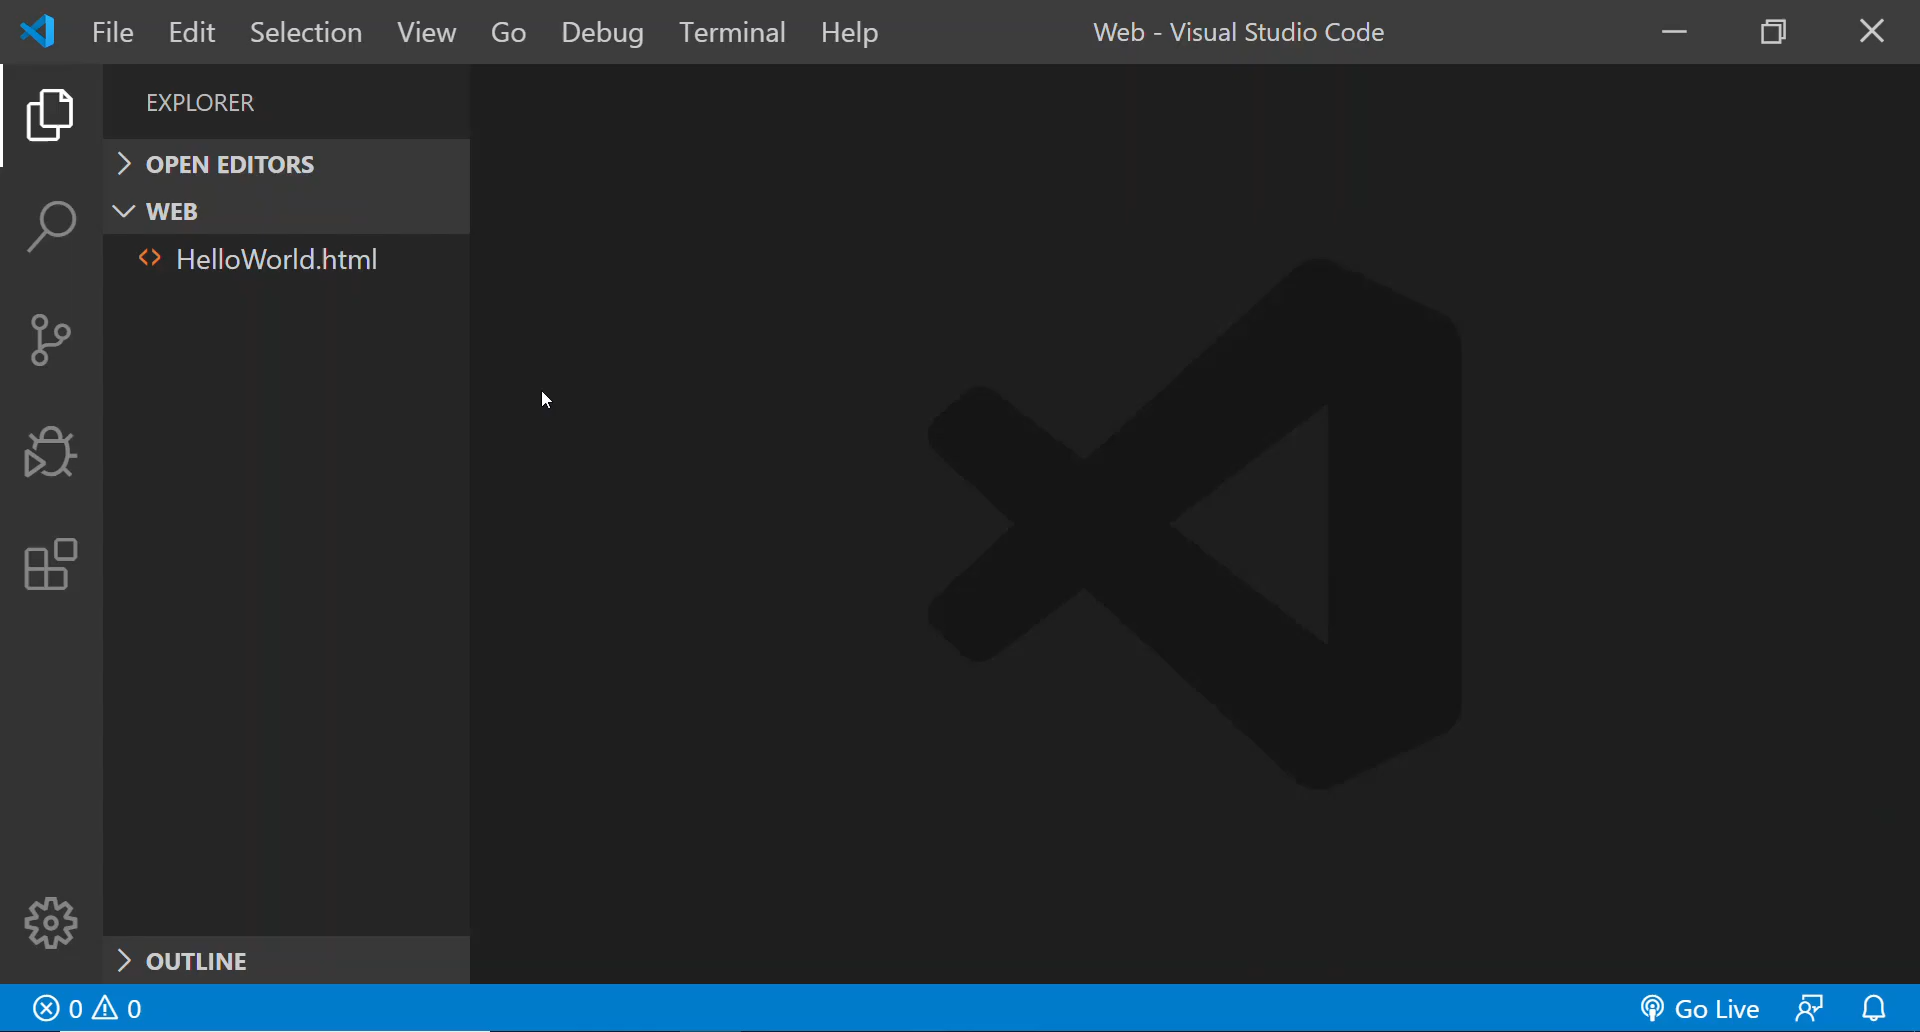 File Edit Selection View Go Debug Terminal Help Web - Visual Studio Code
EXPLORER
OPEN EDITORS
WEB
<> HelloWorld.html
OUTLINE
0 0 Go Live